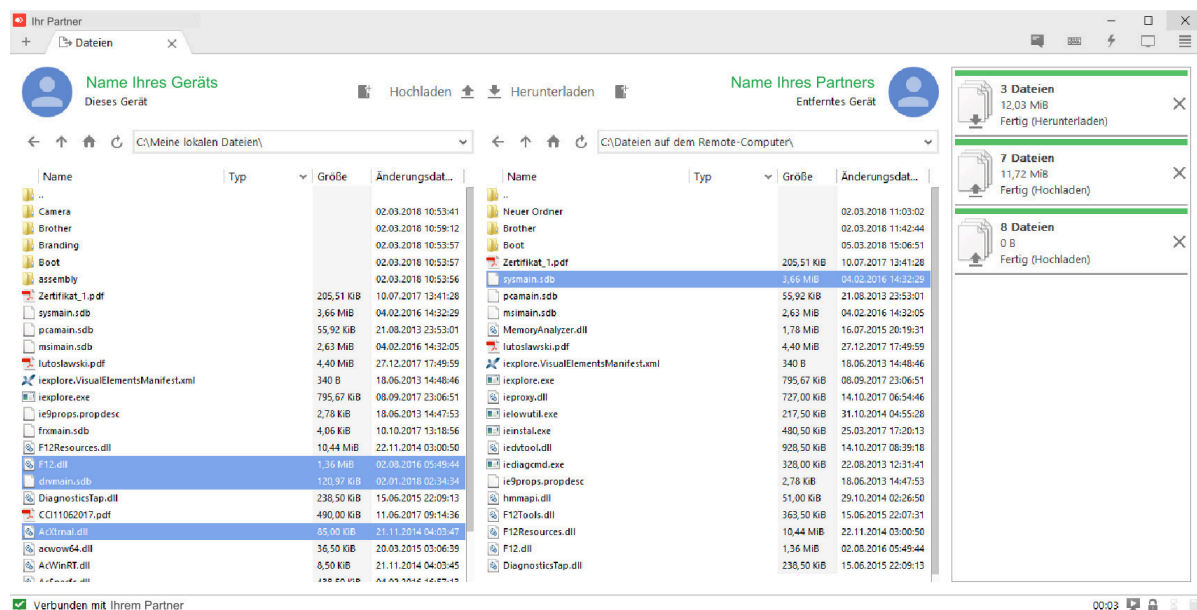 Ihr Partner
Dateien
Name Ihres Geräts
Dieses Gerät
Hochladen Herunterladen
Name Ihres Partners
Entferntes Gerät
C:\Meine lokalen Dateien\
Name Typ Größe Änderungsdat...
..
Camera 02.03.2018 10:53:41
Brother 02.03.2018 10:59:12
Branding 02.03.2018 10:53:57
Boot 02.03.2018 10:53:57
assembly 02.03.2018 10:53:56
Zertifikat_1.pdf 205,51 KiB 10.07.2017 13:41:28
sysmain.sdb 3,66 MiB 04.02.2016 14:32:29
pcamain.sdb 55,92 KiB 21.08.2013 23:53:01
msimain.sdb 2,63 MiB 04.02.2016 14:32:05
lutoslawski.pdf 4,40 MiB 27.12.2017 17:49:59
iexplore.VisualElementsManifest.xml 340 B 18.06.2013 14:48:46
iexplore.exe 795,67 KiB 08.09.2017 23:06:51
ie9props.propdesc 2,78 KiB 18.06.2013 14:47:53
frxmain.sdb 4,06 KiB 10.10.2017 13:18:56
F12Resources.dll 10,44 MiB 22.11.2014 03:00:50
F12.dll 1,36 MiB 02.08.2016 05:49:44
drvmain.sdb 120,97 KiB 02.01.2018 02:34:34
DiagnosticsTap.dll 238,50 KiB 15.06.2015 22:09:13
CCI11062017.pdf 490,00 KiB 11.06.2017 09:14:36
AcXtrnal.dll 85,00 KiB 21.11.2014 04:03:47
acwow64.dll 36,50 KiB 20.03.2015 03:06:39
AcWinRT.dll 8,50 KiB 21.11.2014 04:03:45
C:\Dateien auf dem Remote-Computer\
Name Typ Größe Änderungsdat...
..
Neuer Ordner 02.03.2018 11:03:02
Brother 02.03.2018 11:42:44
Boot 05.03.2018 15:06:51
Zertifikat_1.pdf 205,51 KiB 10.07.2017 13:41:28
sysmain.sdb 3,66 MiB 04.02.2016 14:32:29
pcamain.sdb 55,92 KiB 21.08.2013 23:53:01
msimain.sdb 2,63 MiB 04.02.2016 14:32:05
MemoryAnalyzer.dll 1,78 MiB 16.07.2015 20:19:31
lutoslawski.pdf 4,40 MiB 27.12.2017 17:49:59
iexplore.VisualElementsManifest.xml 340 B 18.06.2013 14:48:46
iexplore.exe 795,67 KiB 08.09.2017 23:06:51
ieproxy.dll 727,00 KiB 14.10.2017 06:54:46
ielowutil.exe 217,50 KiB 31.10.2014 04:55:28
ieinstal.exe 480,50 KiB 25.03.2017 17:20:13
iedvtool.dll 928,50 KiB 14.10.2017 08:39:18
iediagcmd.exe 328,00 KiB 22.08.2013 12:31:41
ie9props.propdesc 2,78 KiB 18.06.2013 14:47:53
hmmapi.dll 51,00 KiB 29.10.2014 02:26:50
F12Tools.dll 363,50 KiB 15.06.2015 22:07:31
F12Resources.dll 10,44 MiB 22.11.2014 03:00:50
F12.dll 1,36 MiB 02.08.2016 05:49:44
DiagnosticsTap.dll 238,50 KiB 15.06.2015 22:09:13
3 Dateien
12,03 MiB
Fertig (Herunterladen)
7 Dateien
11,72 MiB
Fertig (Hochladen)
8 Dateien
0 B
Fertig (Hochladen)
Verbunden mit Ihrem Partner
00:03